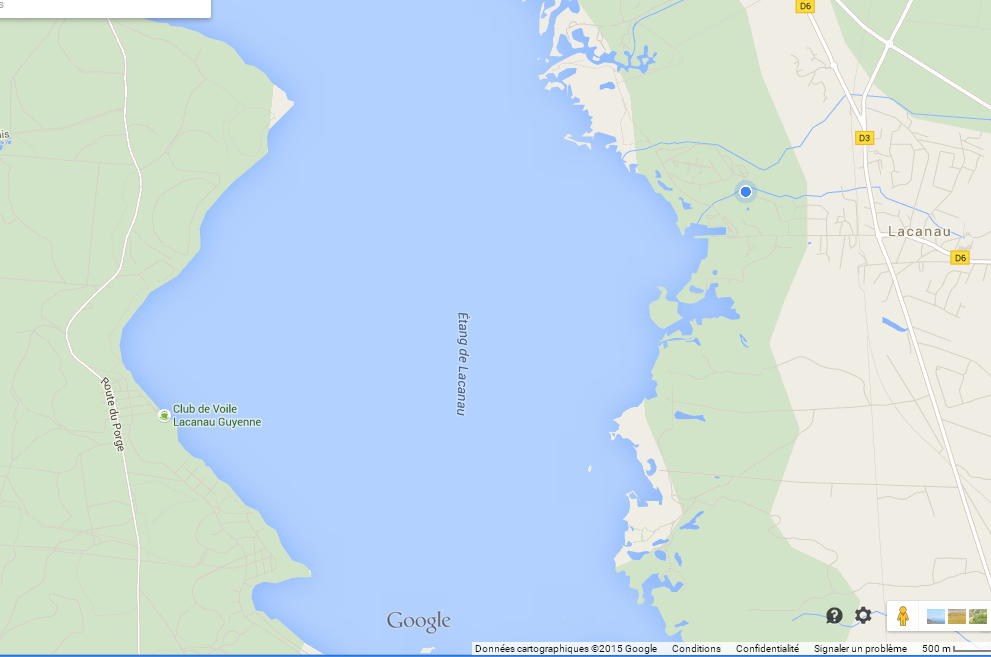 s
D6
ais
D3
Lacanau
D6
Étang de Lacanau
Route du Porge
Club de Voile
Lacanau Guyenne
Google
Données cartographiques ©2015 Google Conditions Confidentialité Signaler un problème 500 m